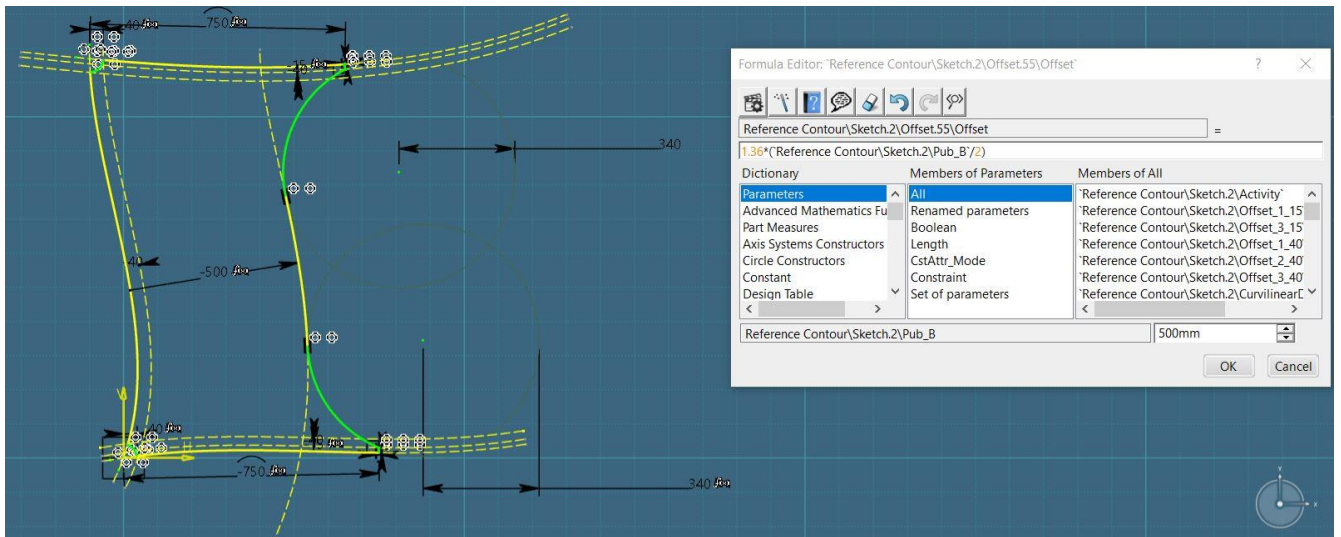 -40 f(x)
750 f(x)
-15 f(x)
340
-40
-500 f(x)
-40 f(x)
-750 f(x)
340 f(x)
V
H
Y
x
Formula Editor: `Reference Contour\Sketch.2\Offset.55\Offset`
? ×
Reference Contour\Sketch.2\Offset.55\Offset =
1.36*(`Reference Contour\Sketch.2\Pub_B`/2)
Dictionary Members of Parameters Members of All
Parameters All `Reference Contour\Sketch.2\Activity`
Advanced Mathematics Fu Renamed parameters `Reference Contour\Sketch.2\Offset_1_15
Part Measures Boolean `Reference Contour\Sketch.2\Offset_3_15
Axis Systems Constructors Length `Reference Contour\Sketch.2\Offset_1_40
Circle Constructors CstAttr_Mode `Reference Contour\Sketch.2\Offset_2_40
Constant Constraint `Reference Contour\Sketch.2\Offset_3_40
Design Table Set of parameters `Reference Contour\Sketch.2\CurvilinearD
Reference Contour\Sketch.2\Pub_B 500mm
OK Cancel